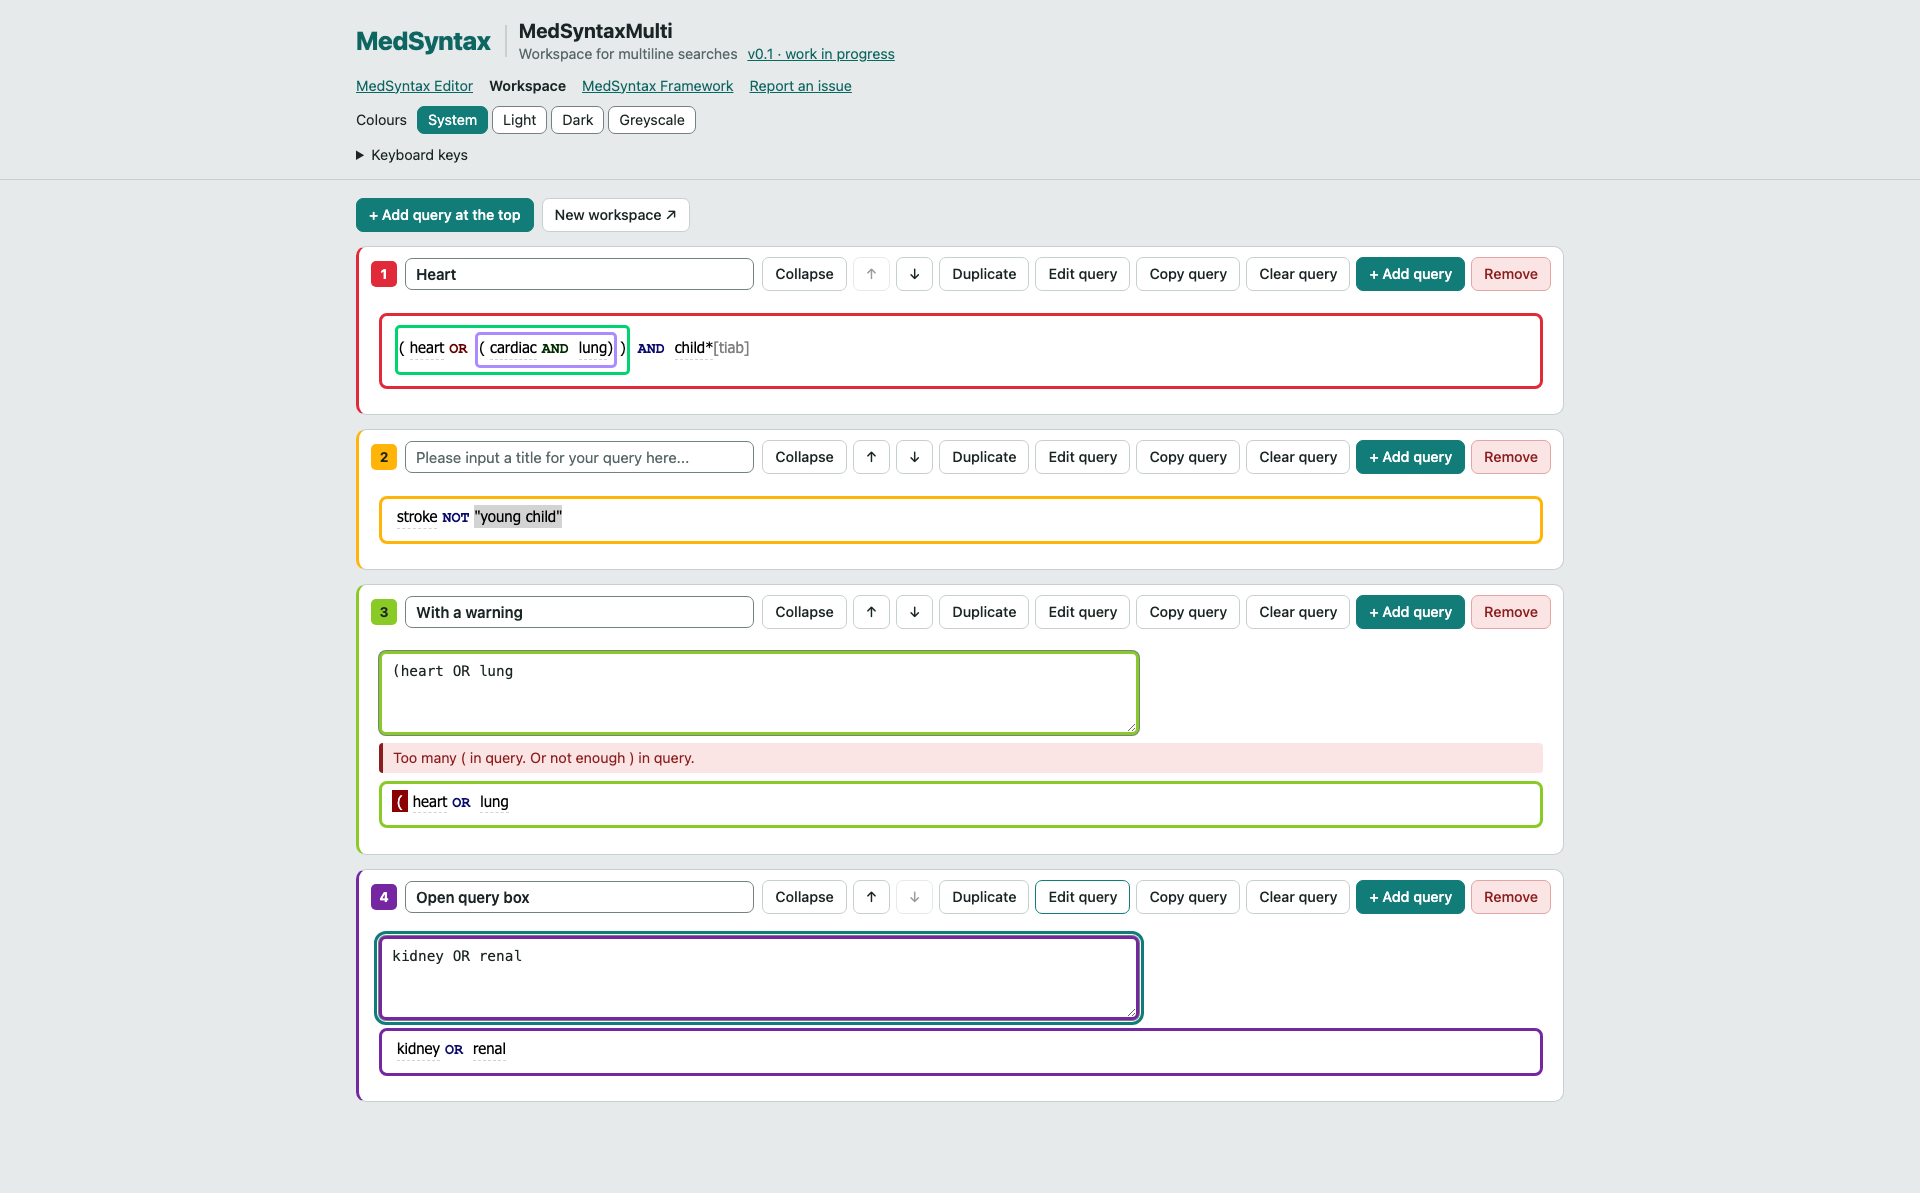 MedSyntax
MedSyntaxMulti
Workspace for multiline searches v0.1 · work in progress
MedSyntax Editor Workspace MedSyntax Framework Report an issue
Colours System Light Dark Greyscale
▶ Keyboard keys
+ Add query at the top New workspace ↗
1 Heart Collapse ↑ ↓ Duplicate Edit query Copy query Clear query + Add query Remove
( heart OR ( cardiac AND lung) ) AND child*[tiab]
2 Please input a title for your query here... Collapse ↑ ↓ Duplicate Edit query Copy query Clear query + Add query Remove
stroke NOT "young child"
3 With a warning Collapse ↑ ↓ Duplicate Edit query Copy query Clear query + Add query Remove
(heart OR lung
Too many ( in query. Or not enough ) in query.
( heart OR lung
4 Open query box Collapse ↑ ↓ Duplicate Edit query Copy query Clear query + Add query Remove
kidney OR renal
kidney OR renal